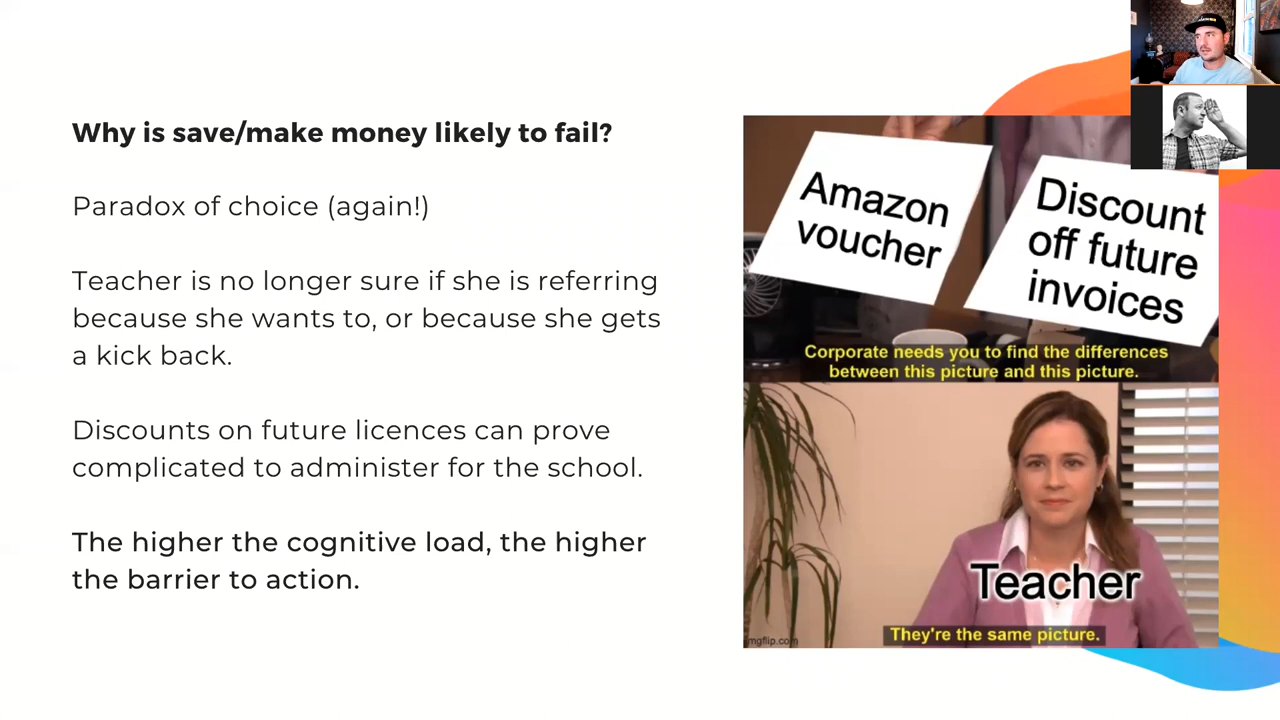 Why is save/make money likely to fail?
Paradox of choice (again!)
Teacher is no longer sure if she is referring
because she wants to, or because she gets
a kick back.
Discounts on future licences can prove
complicated to administer for the school.
The higher the cognitive load, the higher
the barrier to action.
Amazon
voucher
Discount
off future
invoices
Corporate needs you to find the differences
between this picture and this picture.
Teacher
They're the same picture.
imgflip.com